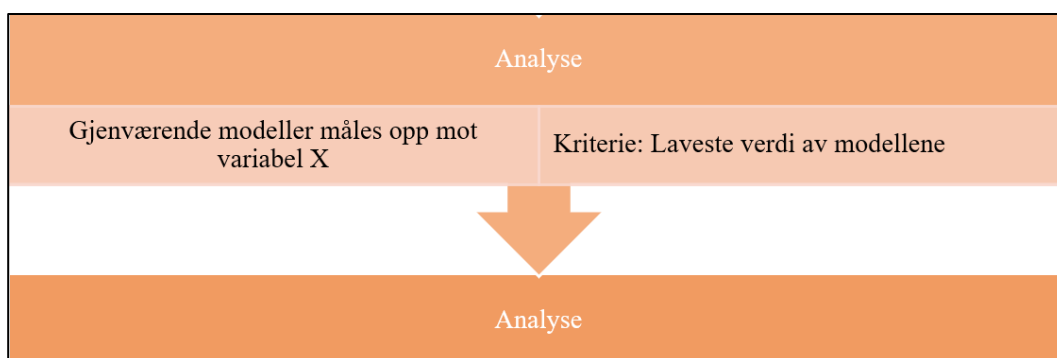 Analyse
Gjenværende modeller måles opp mot
variabel X
Kriterie: Laveste verdi av modellene
Analyse